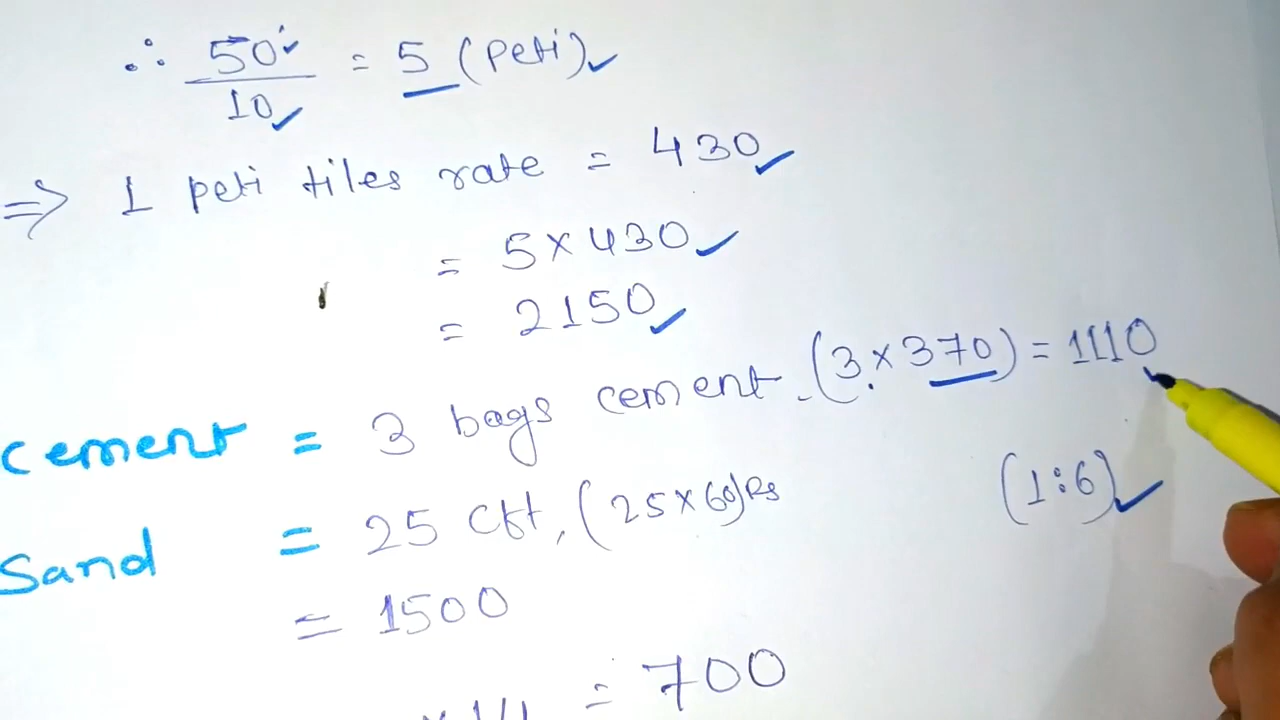 ∴ 50/10 = 5 (peti)
⇒ 1 peti tiles rate = 430
= 5 × 430
= 2150
cement = 3 bags cement. (3 × 370) = 1110
Sand = 25 Cft, (25 × 60) Rs (1:6)
= 1500
= 700